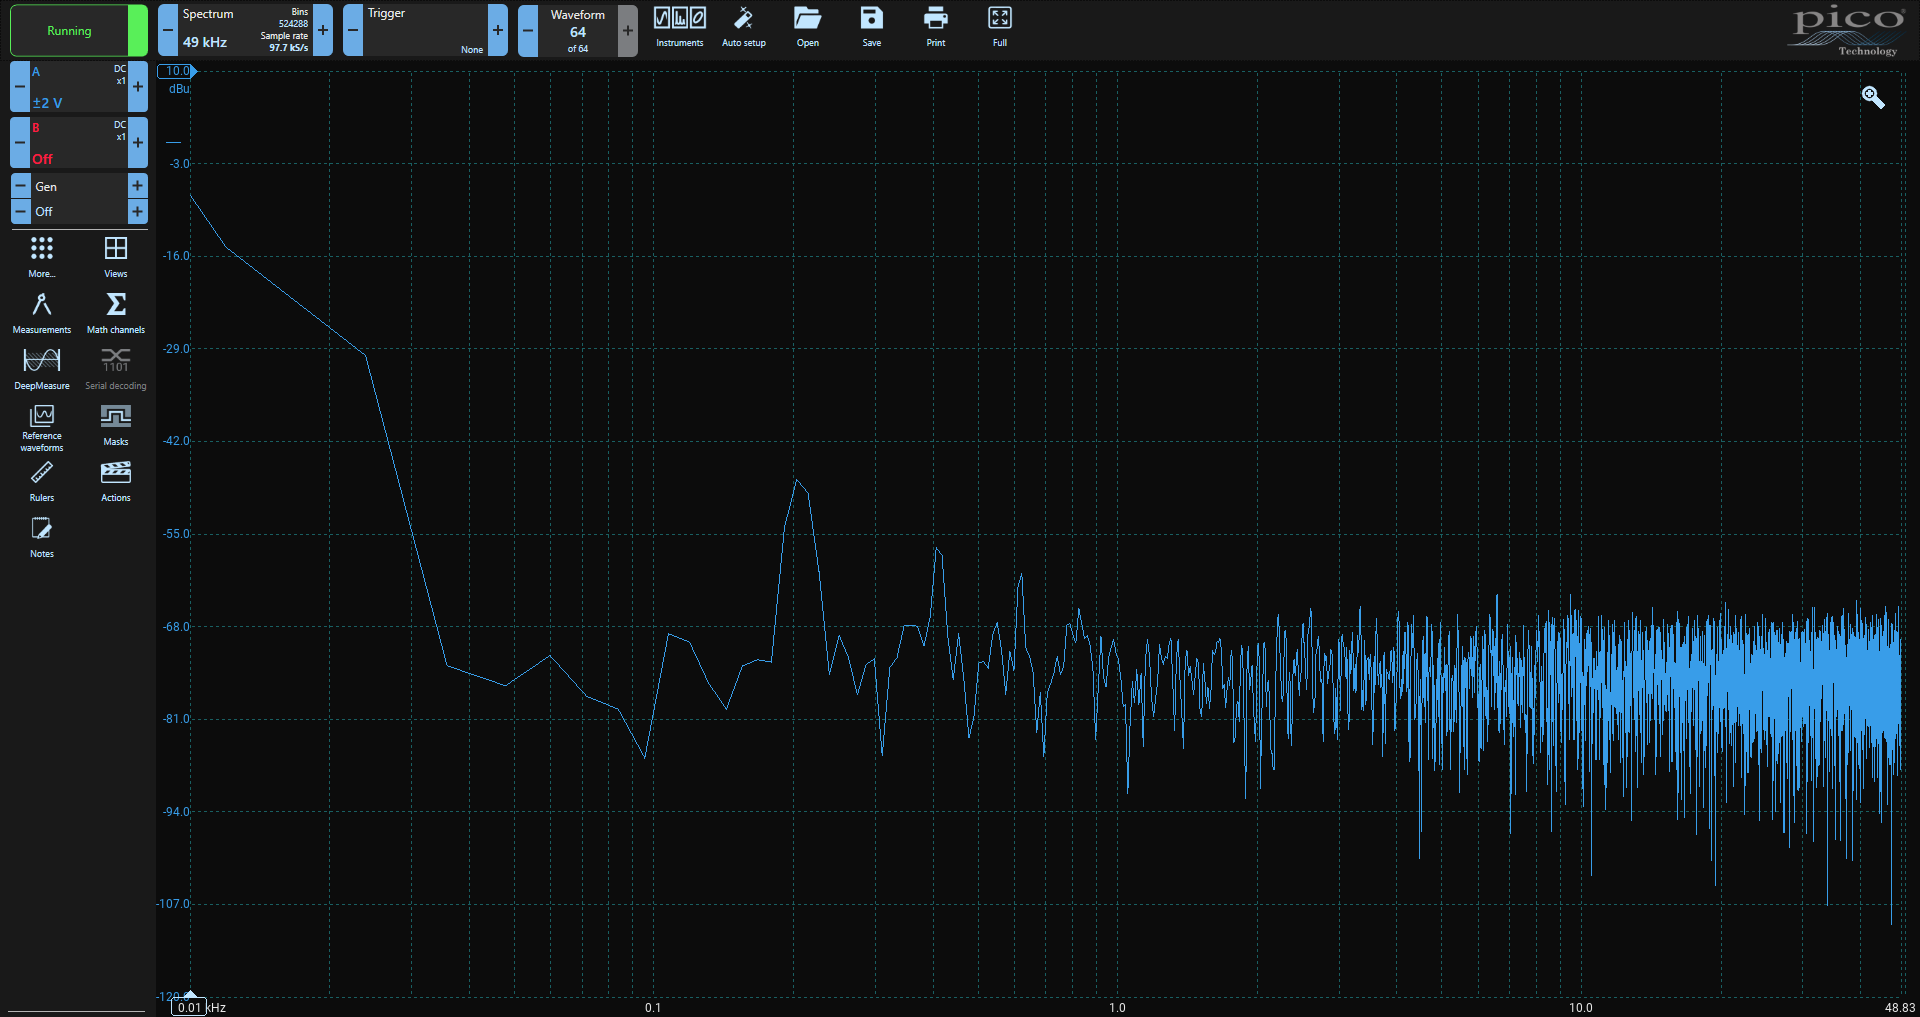 Running
Spectrum
49 kHz
Bins
524288
Sample rate
97.7 kS/s
Trigger
None
Waveform
64
of 64
Instruments
Auto setup
Open
Save
Print
Full
pico
Technology
A
DC
x1
±2 V
B
DC
x1
Off
Gen
Off
More...
Views
Measurements
Math channels
DeepMeasure
1101
Serial decoding
Reference
waveforms
Masks
Rulers
Actions
Notes
10.0
dBu
-3.0
-16.0
-29.0
-42.0
-55.0
-68.0
-81.0
-94.0
-107.0
-120.0
0.01 kHz
0.1
1.0
10.0
48.83